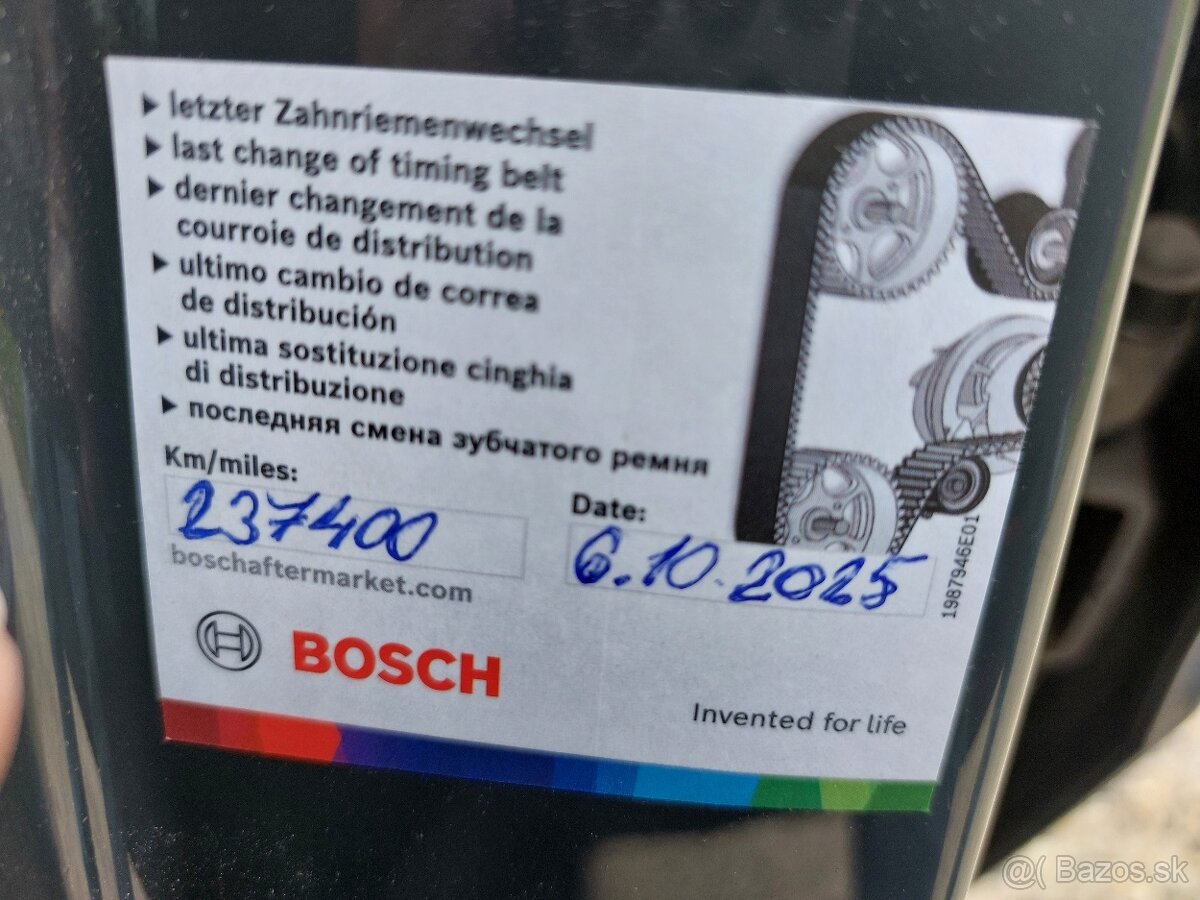 ▶ letzter Zahnriemenwechsel
▶ last change of timing belt
▶ dernier changement de la
courroie de distribution
▶ ultimo cambio de correa
de distribución
▶ ultima sostituzione cinghia
di distribuzione
▶ последняя смена зубчатого ремня
Km/miles:
237400
Date:
6.10.2025
boschaftermarket.com
1987946E01
BOSCH
Invented for life
@( Bazos.sk